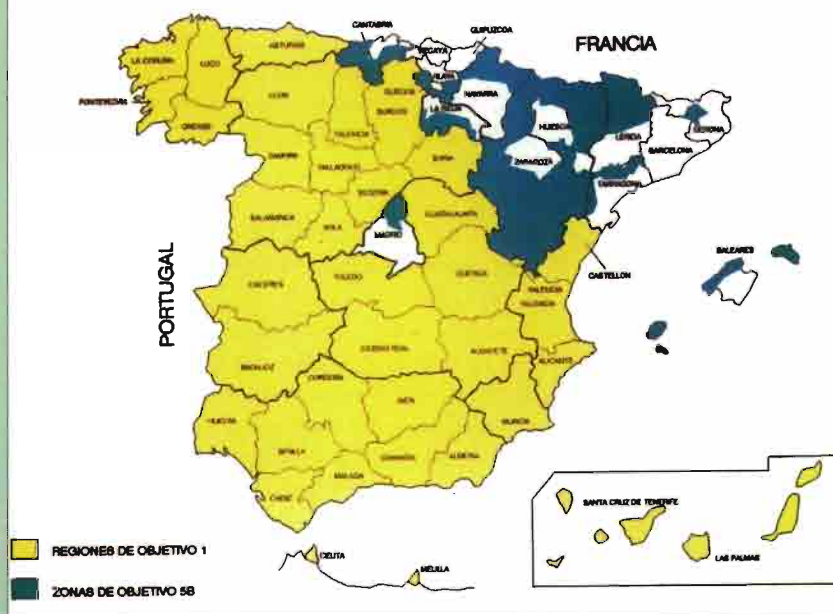 CANTABRIA
GUIPUZCOA
VIZCAYA
FRANCIA
ASTURIAS
LA CORUÑA
LUGO
ALAVA
NAVARRA
PONTEVEDRA
LEON
BURGOS
LA RIOJA
HUESCA
LERIDA
GERONA
ORENSE
PALENCIA
BARCELONA
ZAMORA
VALLADOLID
SORIA
ZARAGOZA
TARRAGONA
SEGOVIA
SALAMANCA
AVILA
GUADALAJARA
MADRID
BALEARES
PORTUGAL
CACERES
TOLEDO
CUENCA
CASTELLON
VALENCIA
VALENCIA
CIUDAD REAL
ALBACETE
BADAJOZ
ALICANTE
CORDOBA
JAEN
MURCIA
HUELVA
SEVILLA
GRANADA
ALMERIA
MALAGA
CADIZ
SANTA CRUZ DE TENERIFE
LAS PALMAS
REGIONES DE OBJETIVO 1
CEUTA
MELILLA
ZONAS DE OBJETIVO 5B